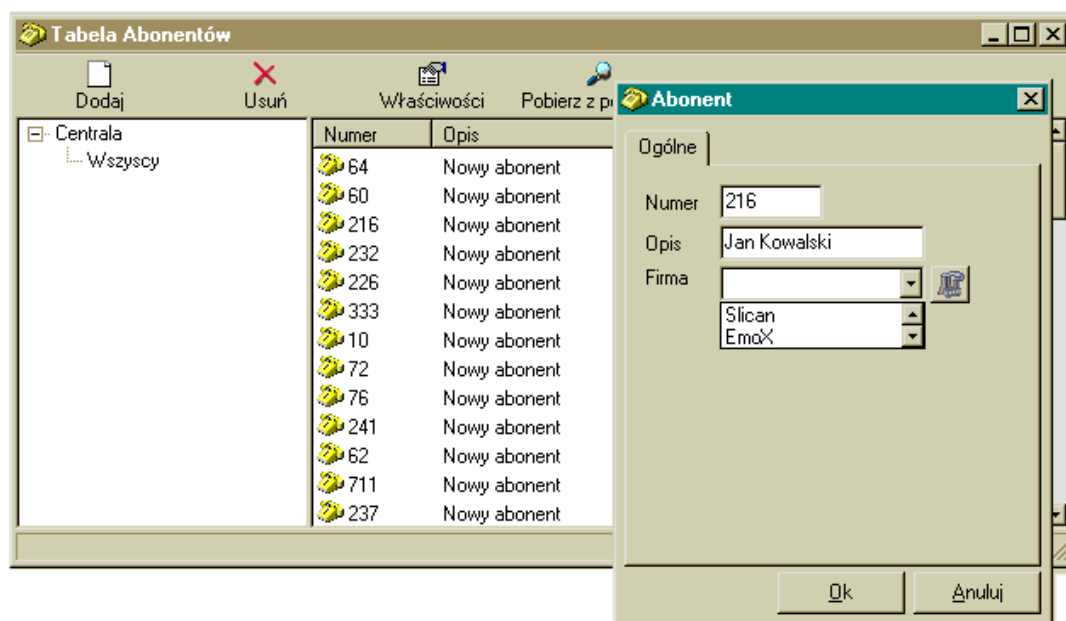 Tabela Abonentów
Dodaj
Usuń
Właściwości
Pobierz z p
Centrala
Wszyscy
Numer Opis
64 Nowy abonent
60 Nowy abonent
216 Nowy abonent
232 Nowy abonent
226 Nowy abonent
333 Nowy abonent
10 Nowy abonent
72 Nowy abonent
76 Nowy abonent
241 Nowy abonent
62 Nowy abonent
711 Nowy abonent
237 Nowy abonent
Abonent
Ogólne
Numer 216
Opis Jan Kowalski
Firma
Slican
EmoX
Ok
Anuluj